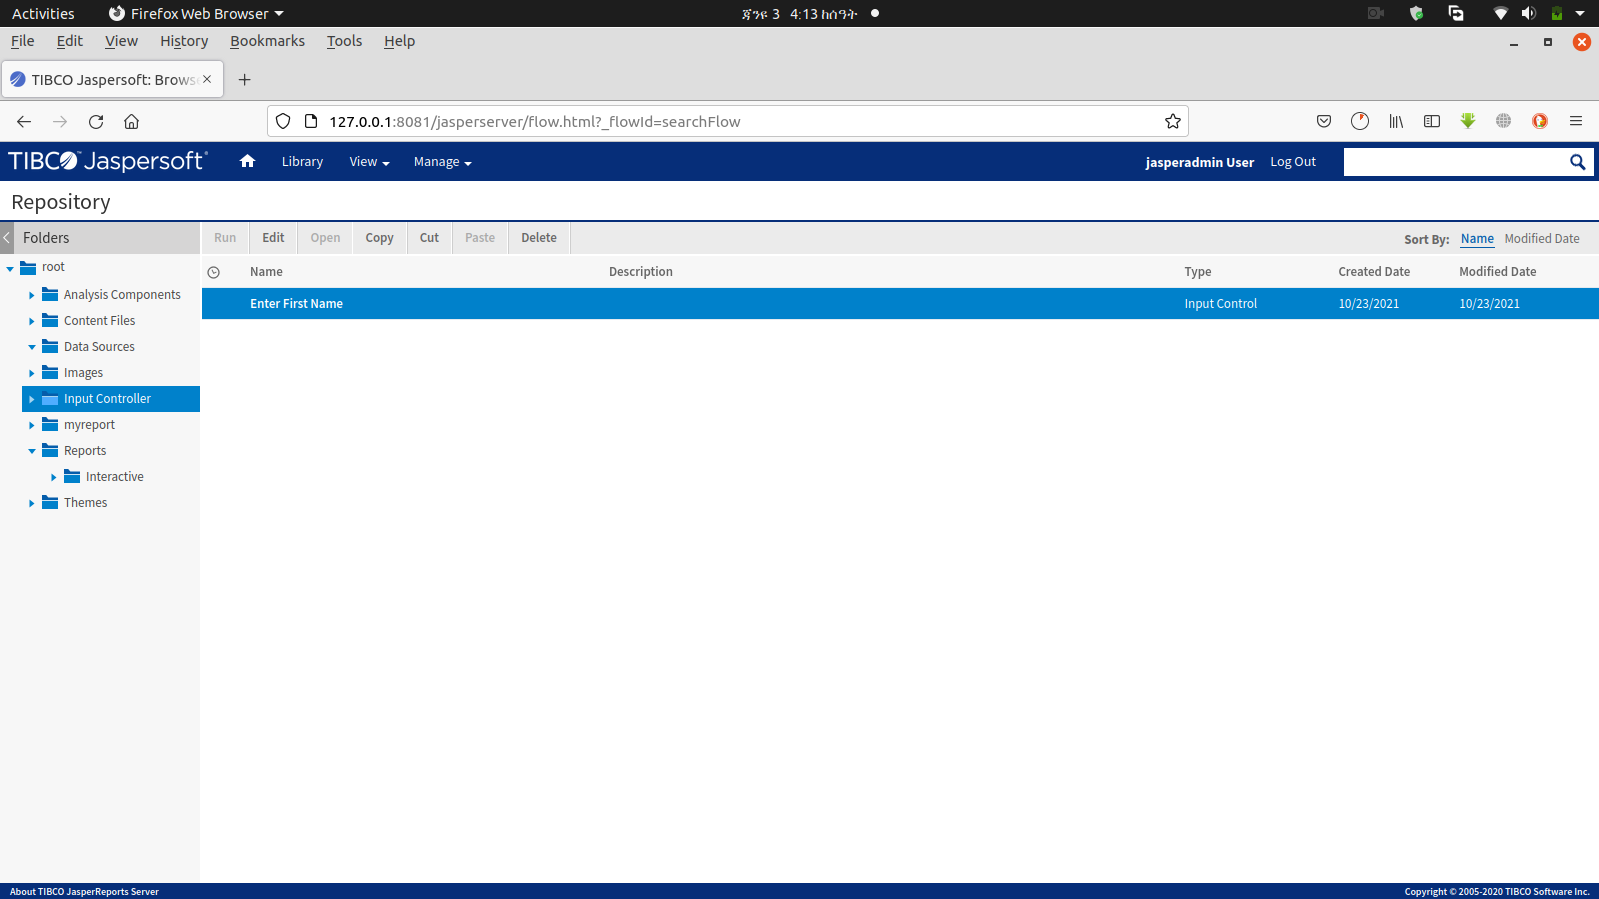 Activities Firefox Web Browser ጃንዩ 3 4:13 ከሰዓት
File Edit View History Bookmarks Tools Help
TIBCO Jaspersoft: Brows
127.0.0.1:8081/jasperserver/flow.html?_flowId=searchFlow
TIBCO Jaspersoft Library View Manage jasperadmin User Log Out
Repository
Folders Run Edit Open Copy Cut Paste Delete Sort By: Name Modified Date
Name Description Type Created Date Modified Date
Enter First Name Input Control 10/23/2021 10/23/2021
root
Analysis Components
Content Files
Data Sources
Images
Input Controller
myreport
Reports
Interactive
Themes
About TIBCO JasperReports Server Copyright © 2005-2020 TIBCO Software Inc.